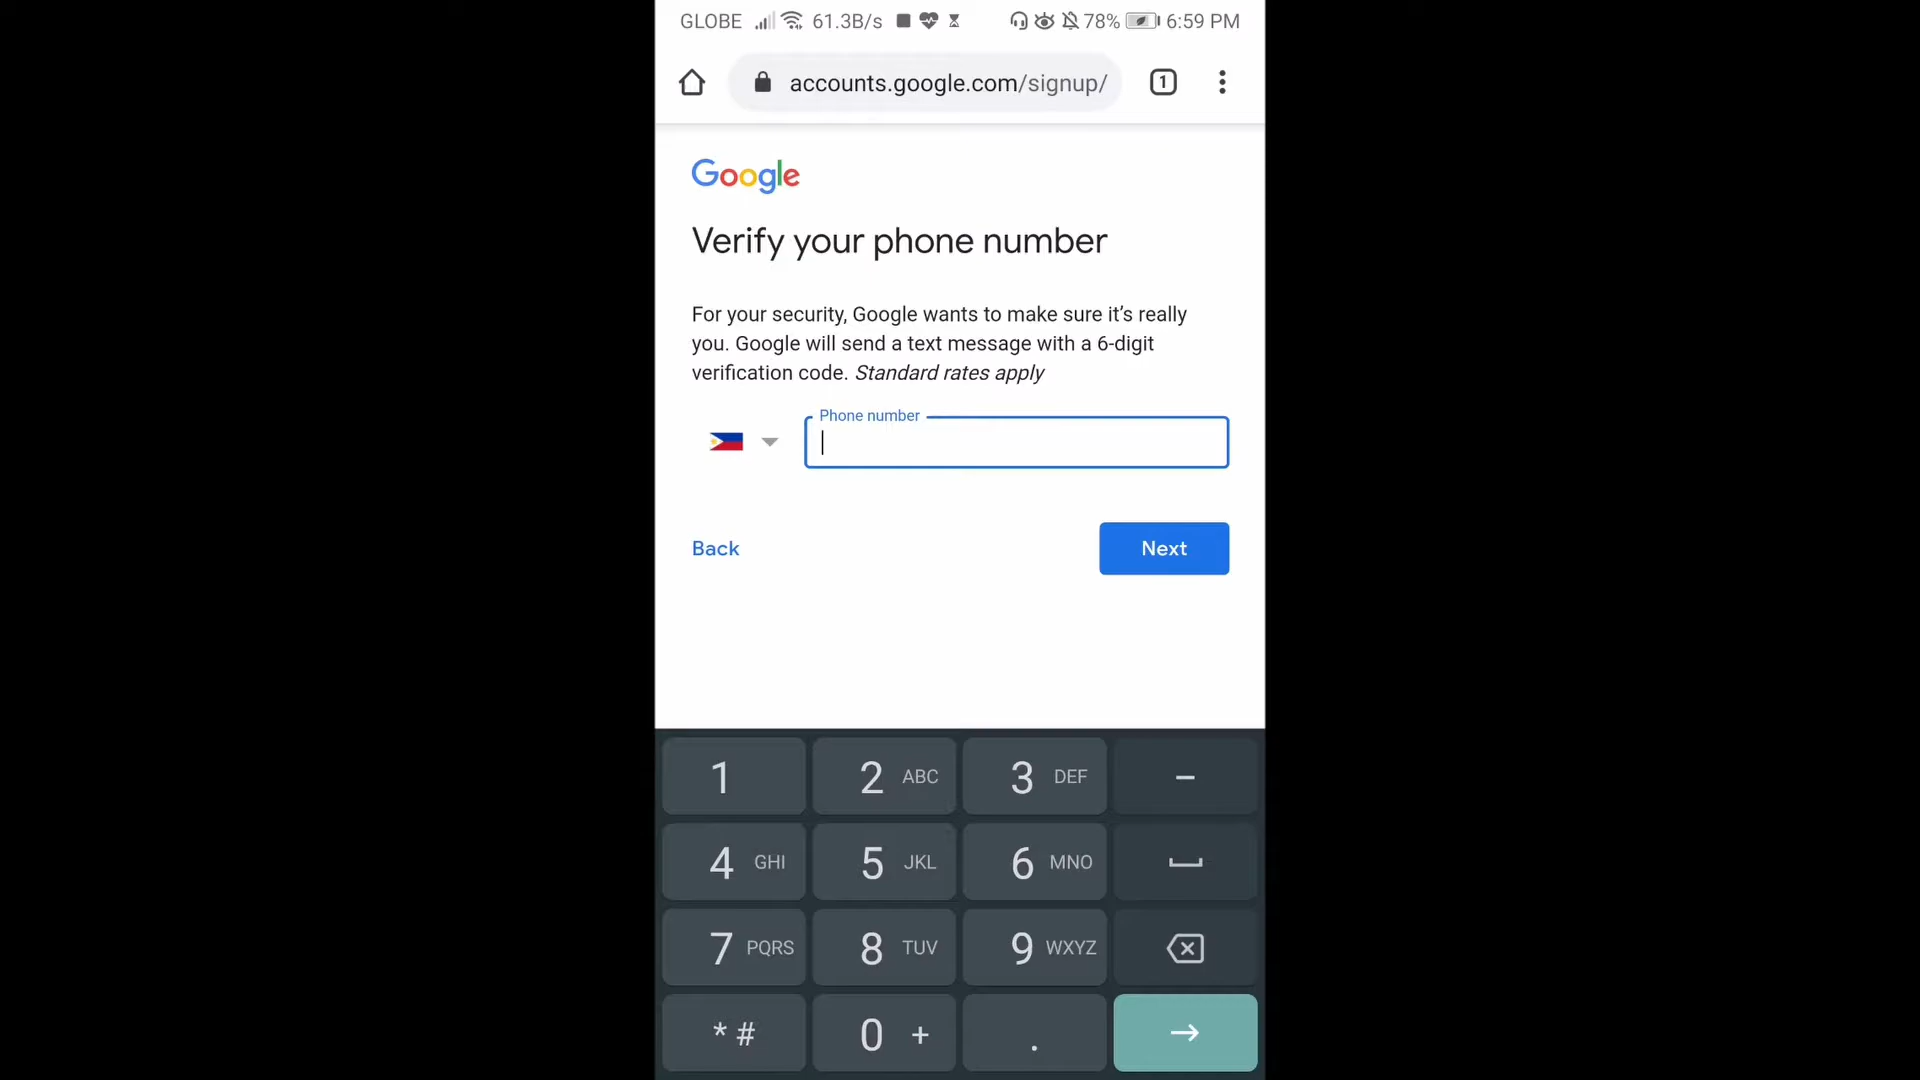 GLOBE 61.3B/s 78% 6:59 PM
accounts.google.com/signup/ 1
Google
Verify your phone number
For your security, Google wants to make sure it’s really
you. Google will send a text message with a 6-digit
verification code. Standard rates apply
Phone number
Back Next
1 2 ABC 3 DEF –
4 GHI 5 JKL 6 MNO
7 PQRS 8 TUV 9 WXYZ
* # 0 + .